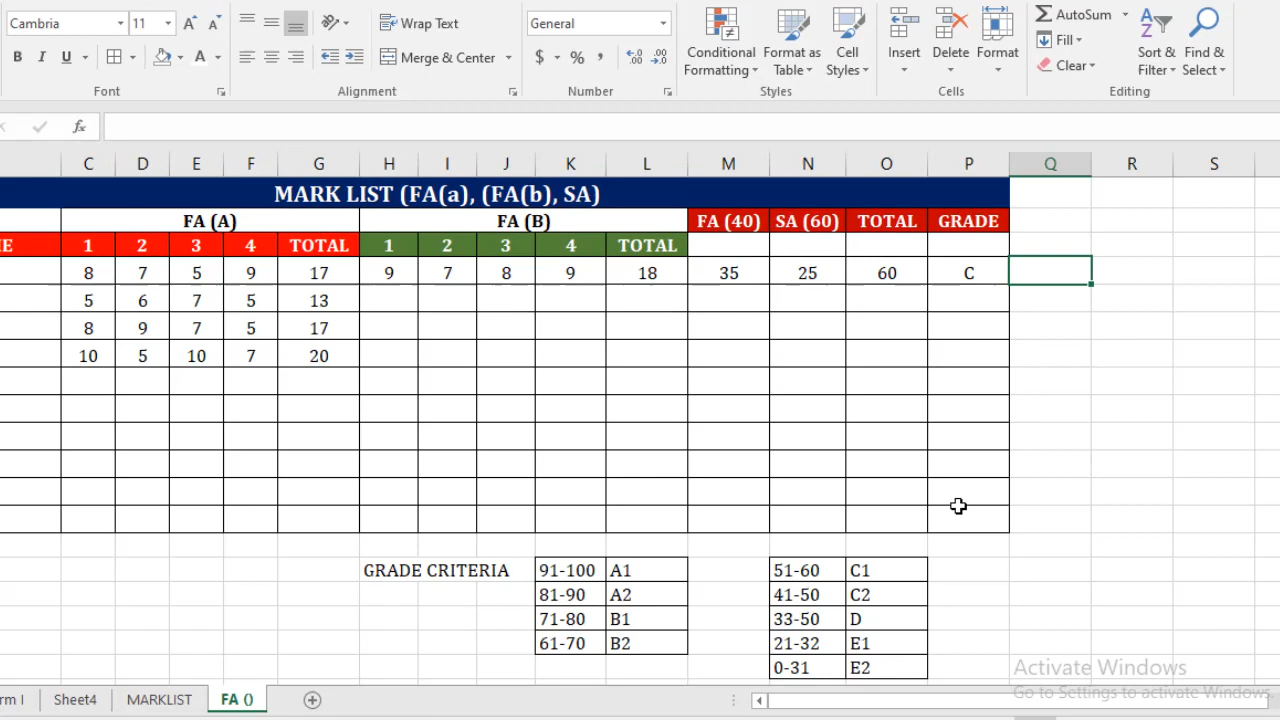 Cambria 11 Wrap Text General AutoSum
Fill
B I U Merge & Center $ % , Conditional Formatting Format as Table Cell Styles Insert Delete Format Clear Sort & Filter Find & Select
Font Alignment Number Styles Cells Editing
fx
C D E F G H I J K L M N O P Q R S
MARK LIST (FA(a), (FA(b), SA)
FA (A) FA (B) FA (40) SA (60) TOTAL GRADE
E 1 2 3 4 TOTAL 1 2 3 4 TOTAL
8 7 5 9 17 9 7 8 9 18 35 25 60 C
5 6 7 5 13
8 9 7 5 17
10 5 10 7 20
GRADE CRITERIA 91-100 A1 51-60 C1
81-90 A2 41-50 C2
71-80 B1 33-50 D
61-70 B2 21-32 E1
0-31 E2
Activate Windows
Go to Settings to activate Windows.
rm I Sheet4 MARKLIST FA ()